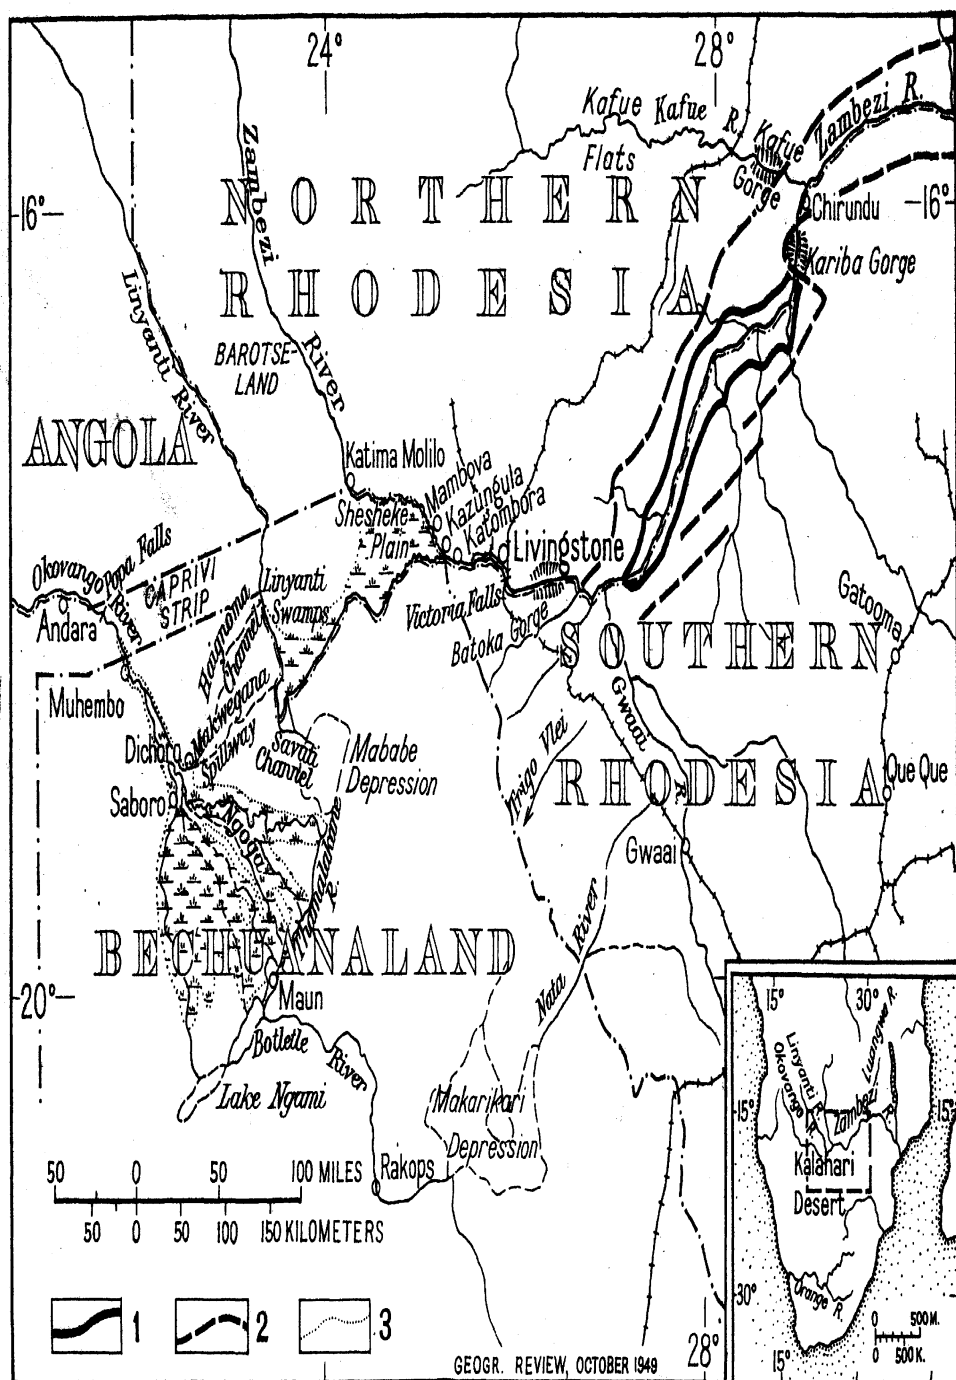 24°
28°
Kafue Kafue R.
Flats
Kafue
Gorge
Zambezi R.
Zambezi
River
16°
16°
Chirundu
Kariba Gorge
NORTHERN
RHODESIA
BAROTSE-
LAND
Linyanti River
ANGOLA
Katima Molilo
Mambova
Kazungula
Katombora
Shesheke
Plain
Livingstone
Victoria Falls
Batoka Gorge
Okovango
River
Popa Falls
CAPRIVI
STRIP
Andara
Linyanti
Swamps
Channel
Muhembo
Makwegana
Spillway
Savuti
Channel
Mababe
Depression
Saboro
Ngoqa
Thamalakane
R.
SOUTHERN
RHODESIA
Gatooma
Que Que
Gwaai
R.
Vlei
Gwaai
Nata River
BECHUANALAND
20°
Maun
Botletle
River
Lake Ngami
Makarikari
Depression
Rakops
50 0 50 100 MILES
50 0 50 100 150 KILOMETERS
1
2
3
GEOGR. REVIEW, OCTOBER 1949
28°
15°
30°
Linyanti R.
Okovango R.
Luangwa R.
Zambezi
R.
15°
15°
Kalahari
Desert
30°
Orange R.
0 500 M.
0 500 K.
15°